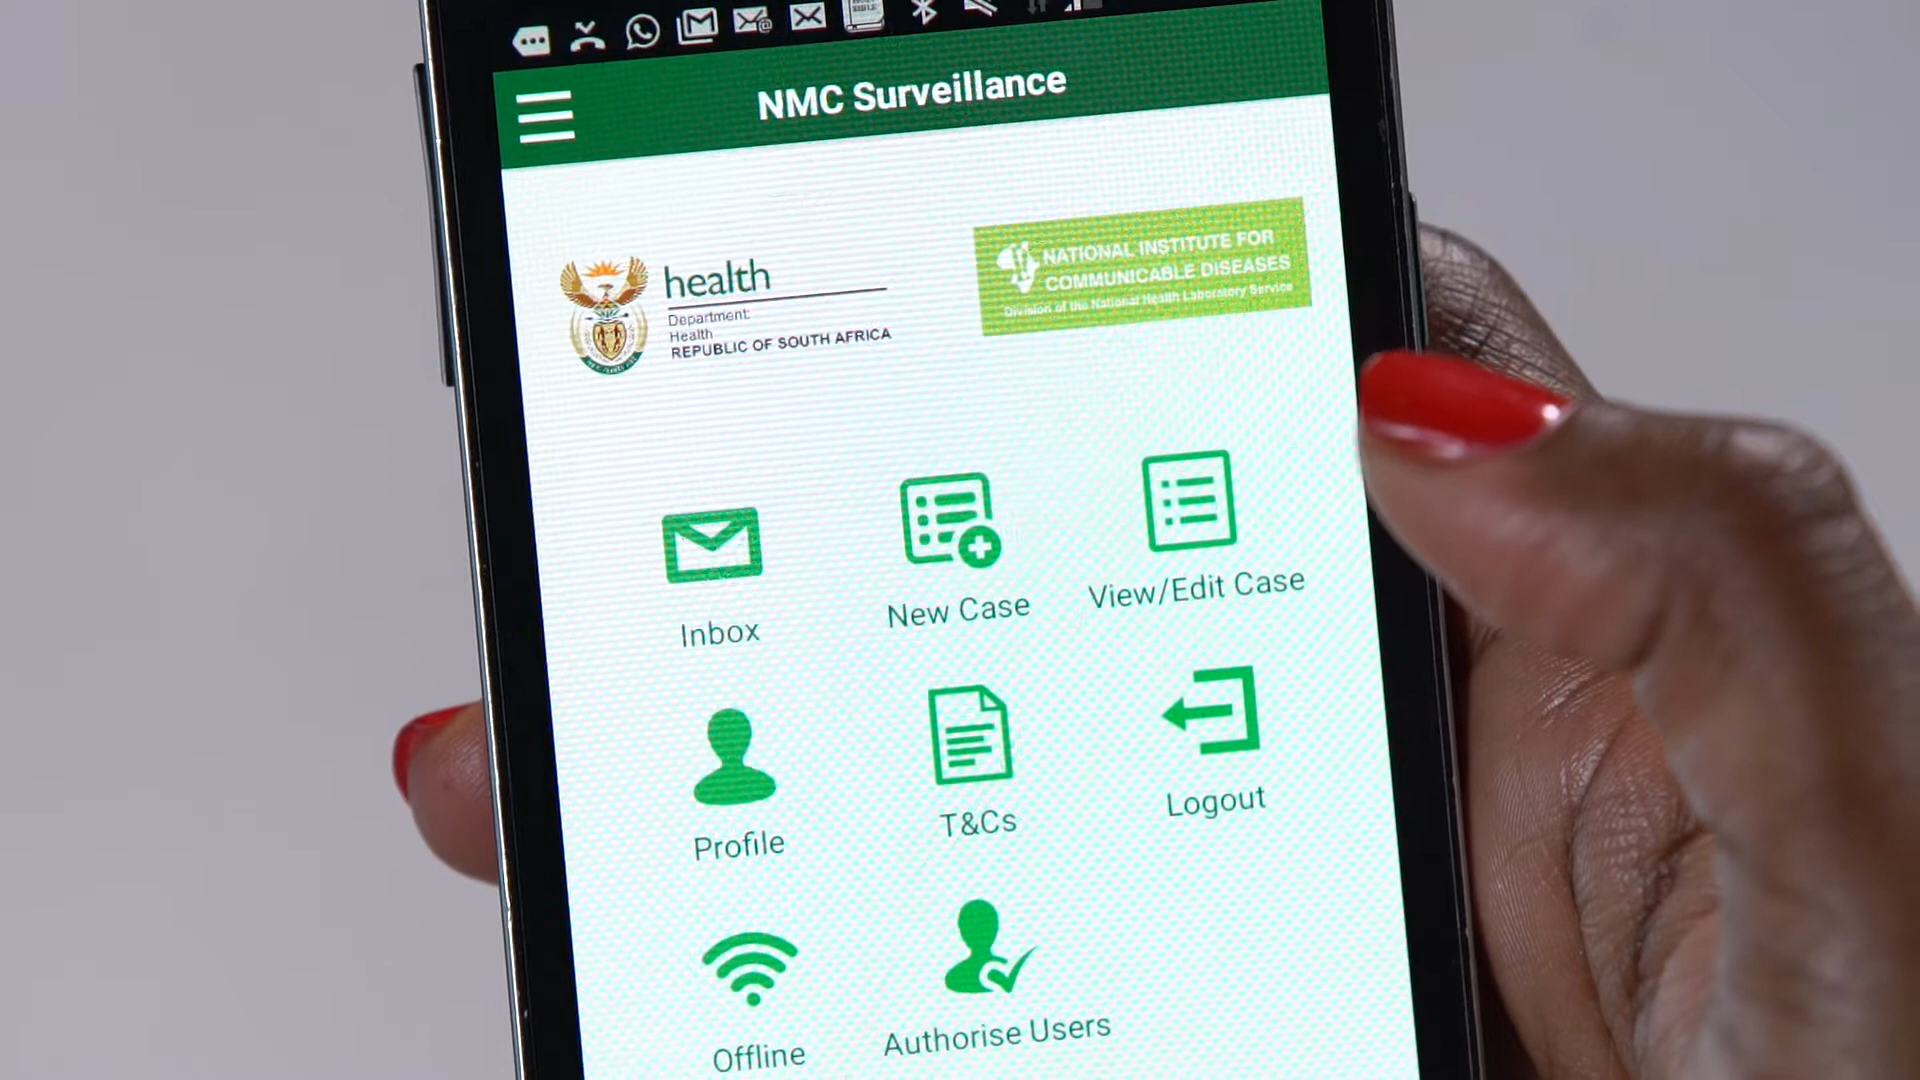 NMC Surveillance
health
Department:
Health
REPUBLIC OF SOUTH AFRICA
NATIONAL INSTITUTE FOR
COMMUNICABLE DISEASES
Division of the National Health Laboratory Service
Inbox
New Case
View/Edit Case
Profile
T&Cs
Logout
Offline
Authorise Users